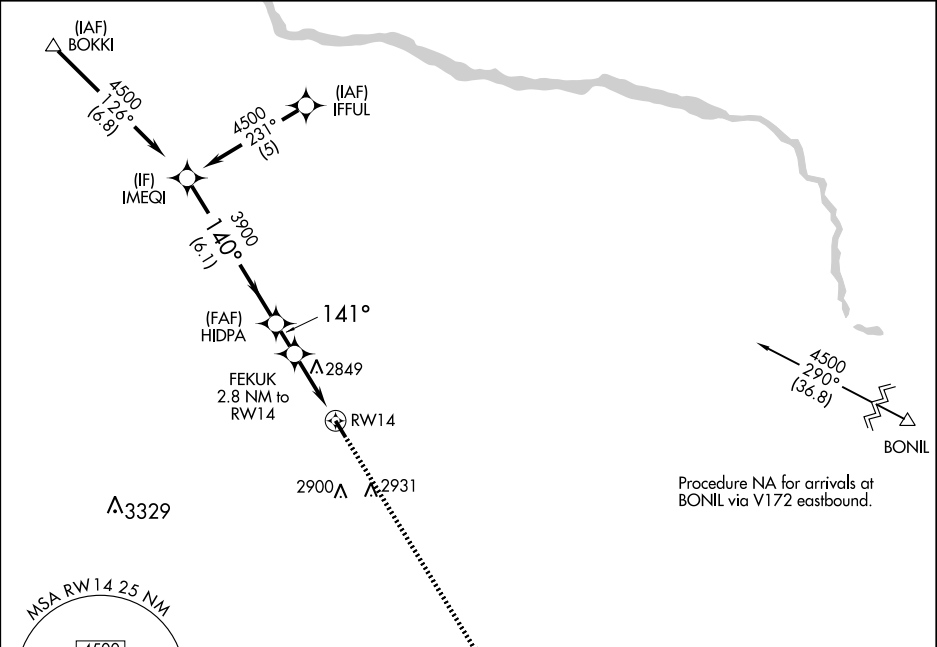 (IAF)
BOKKI
4500
126°
(6.8)
(IAF)
IFFUL
4500
231°
(5)
(IF)
IMEQI
3900
140°
(6.1)
(FAF)
HIDPA
141°
FEKUK
2.8 NM to
RW14
2849
RW14
4500
290°
(36.8)
BONIL
2900
2931
Procedure NA for arrivals at
BONIL via V172 eastbound.
3329
MSA RW14 25 NM